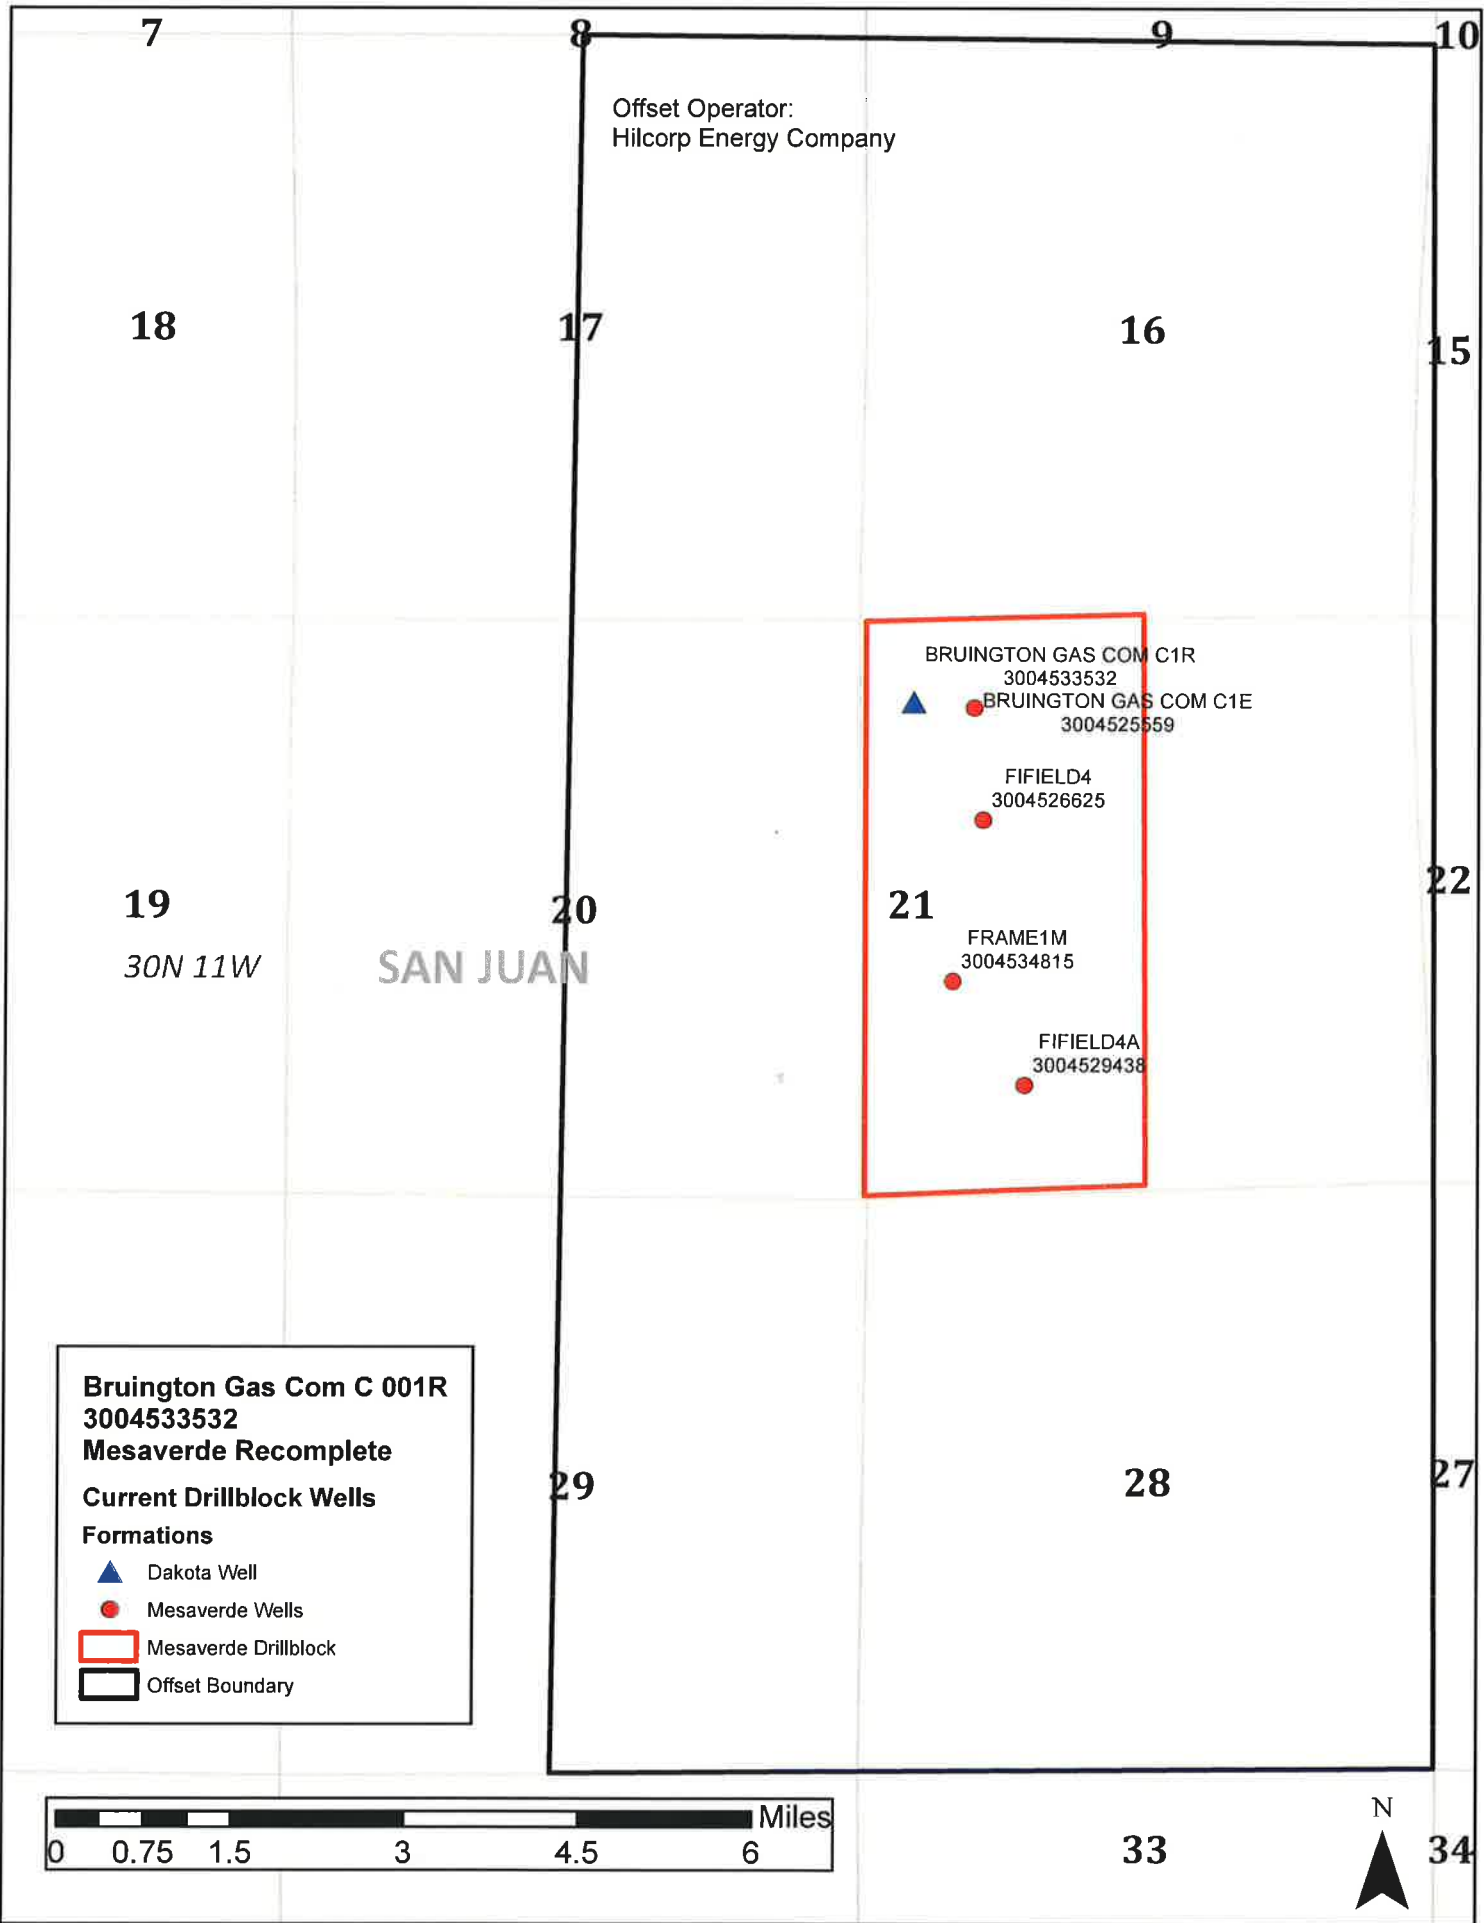 7
8
9
10
Offset Operator:
Hilcorp Energy Company
18
17
16
15
BRUINGTON GAS COM C1R
3004533532
BRUINGTON GAS COM C1E
3004525559
FIFIELD4
3004526625
19
20
21
22
30N 11W
SAN JUAN
FRAME1M
3004534815
FIFIELD4A
3004529438
Bruington Gas Com C 001R
3004533532
Mesaverde Recomplete
Current Drillblock Wells
Formations
Dakota Well
Mesaverde Wells
Mesaverde Drillblock
Offset Boundary
29
28
27
Miles
0 0.75 1.5 3 4.5 6
33
N
34